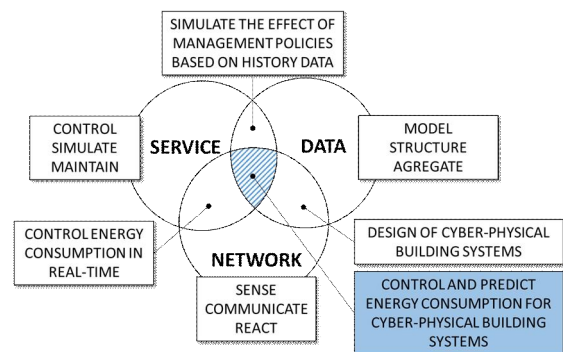 SIMULATE THE EFFECT OF
MANAGEMENT POLICIES
BASED ON HISTORY DATA
CONTROL
SIMULATE
MAINTAIN
SERVICE
DATA
MODEL
STRUCTURE
AGREGATE
CONTROL ENERGY
CONSUMPTION IN
REAL-TIME
NETWORK
SENSE
COMMUNICATE
REACT
DESIGN OF CYBER-PHYSICAL
BUILDING SYSTEMS
CONTROL AND PREDICT
ENERGY CONSUMPTION FOR
CYBER-PHYSICAL BUILDING
SYSTEMS